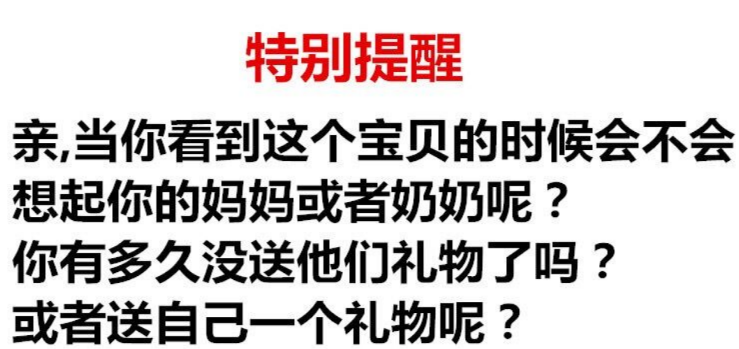 特别提醒
亲,当你看到这个宝贝的时候会不会
想起你的妈妈或者奶奶呢？
你有多久没送他们礼物了吗？
或者送自己一个礼物呢？